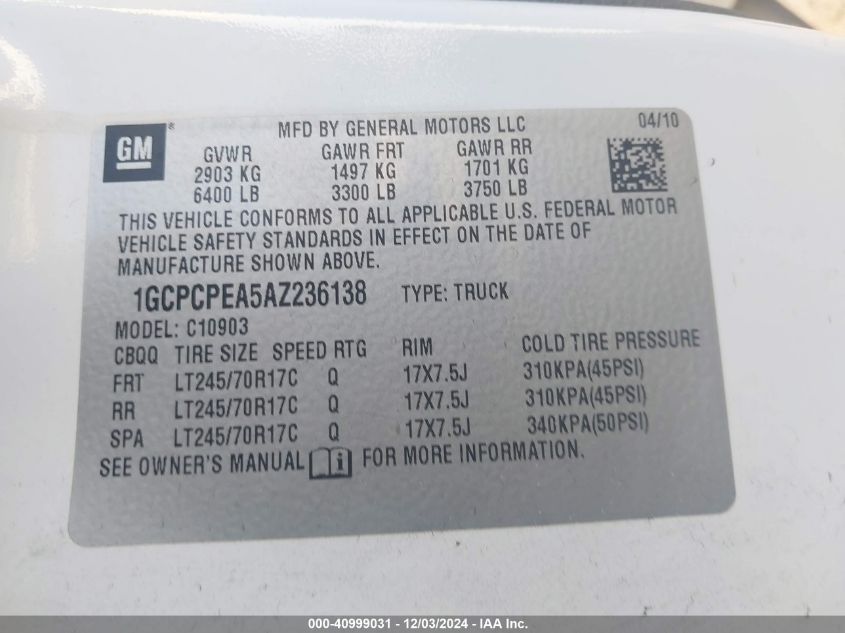 GM®
MFD BY GENERAL MOTORS LLC 04/10
GVWR GAWR FRT GAWR RR
2903 KG 1497 KG 1701 KG
6400 LB 3300 LB 3750 LB
THIS VEHICLE CONFORMS TO ALL APPLICABLE U.S. FEDERAL MOTOR
VEHICLE SAFETY STANDARDS IN EFFECT ON THE DATE OF
MANUFACTURE SHOWN ABOVE.
1GCPCPEA5AZ236138 TYPE: TRUCK
MODEL: C10903
CBQQ TIRE SIZE SPEED RTG RIM COLD TIRE PRESSURE
FRT LT245/70R17C Q 17X7.5J 310KPA(45PSI)
RR LT245/70R17C Q 17X7.5J 310KPA(45PSI)
SPA LT245/70R17C Q 17X7.5J 340KPA(50PSI)
SEE OWNER'S MANUAL i FOR MORE INFORMATION.
000-40999031 - 12/03/2024 - IAA Inc.